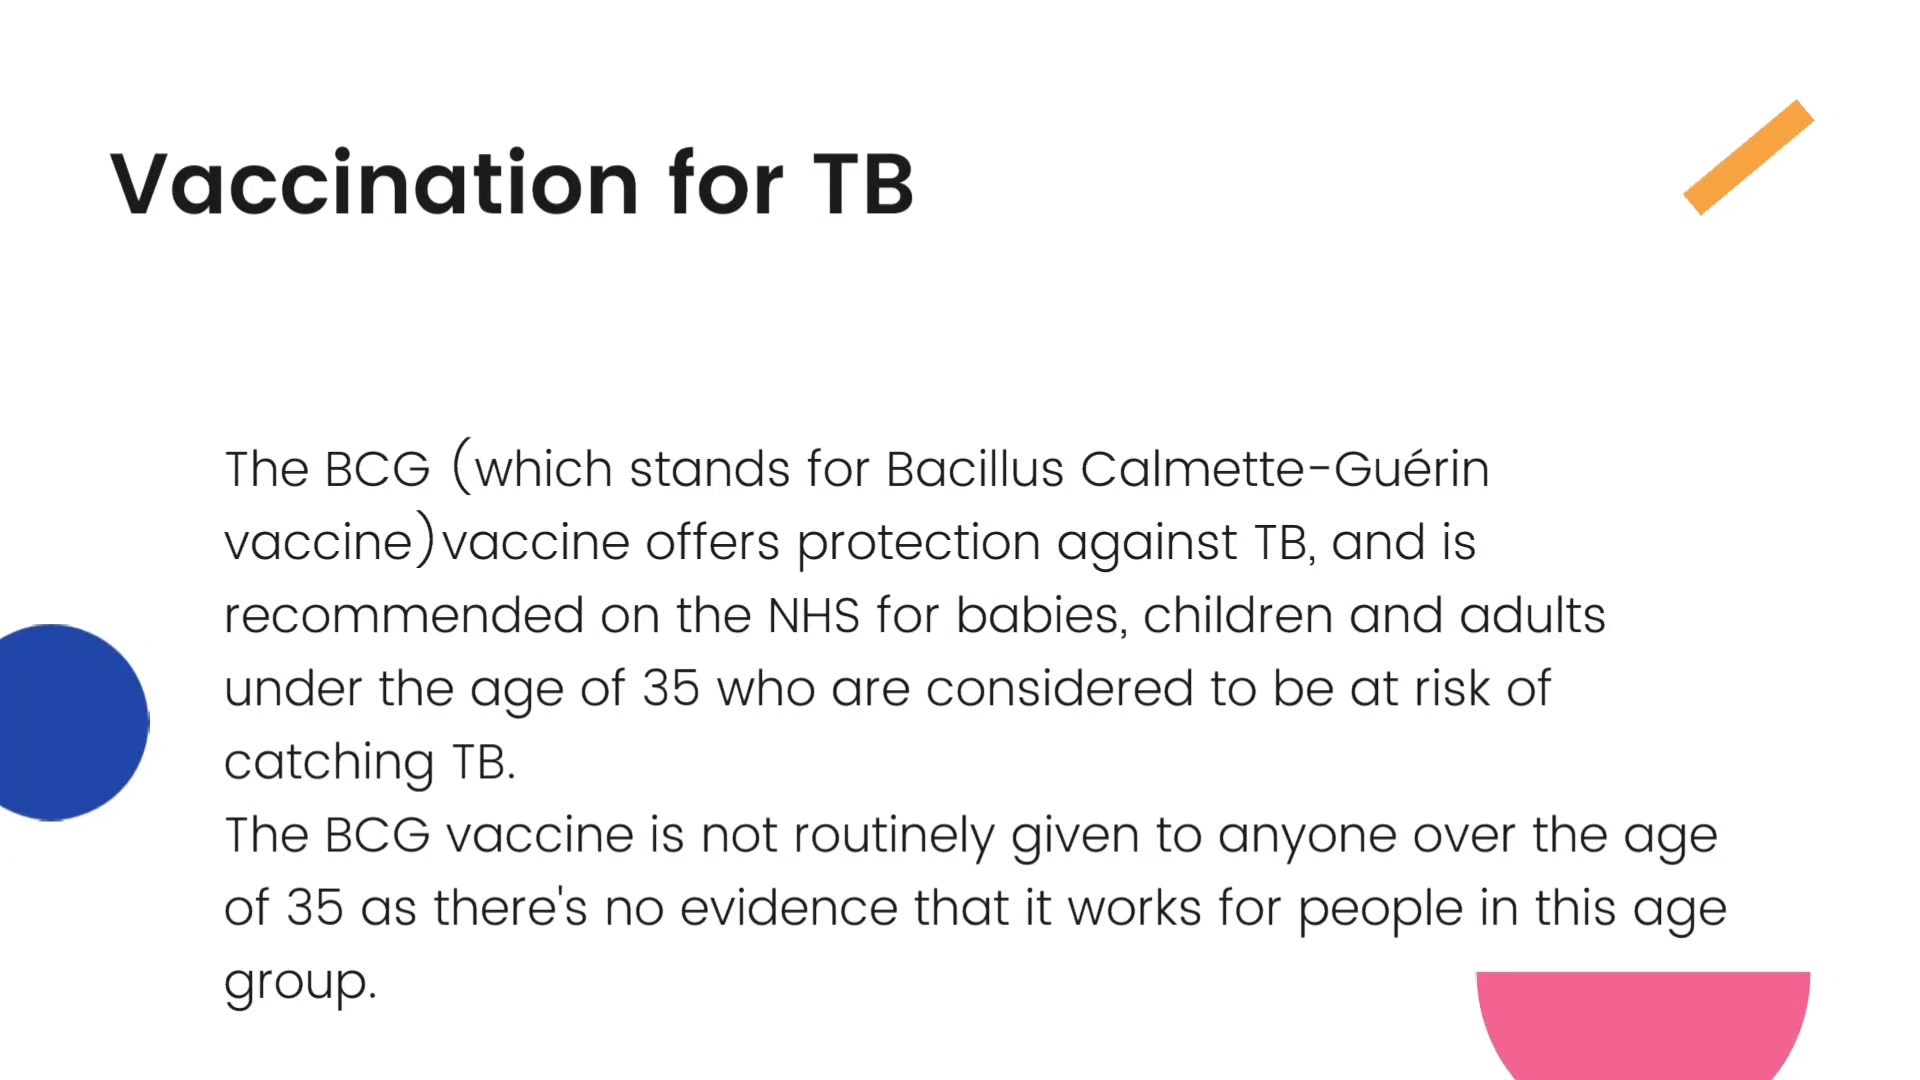 Vaccination for TB
The BCG (which stands for Bacillus Calmette-Guérin
vaccine)vaccine offers protection against TB, and is
recommended on the NHS for babies, children and adults
under the age of 35 who are considered to be at risk of
catching TB.
The BCG vaccine is not routinely given to anyone over the age
of 35 as there's no evidence that it works for people in this age
group.